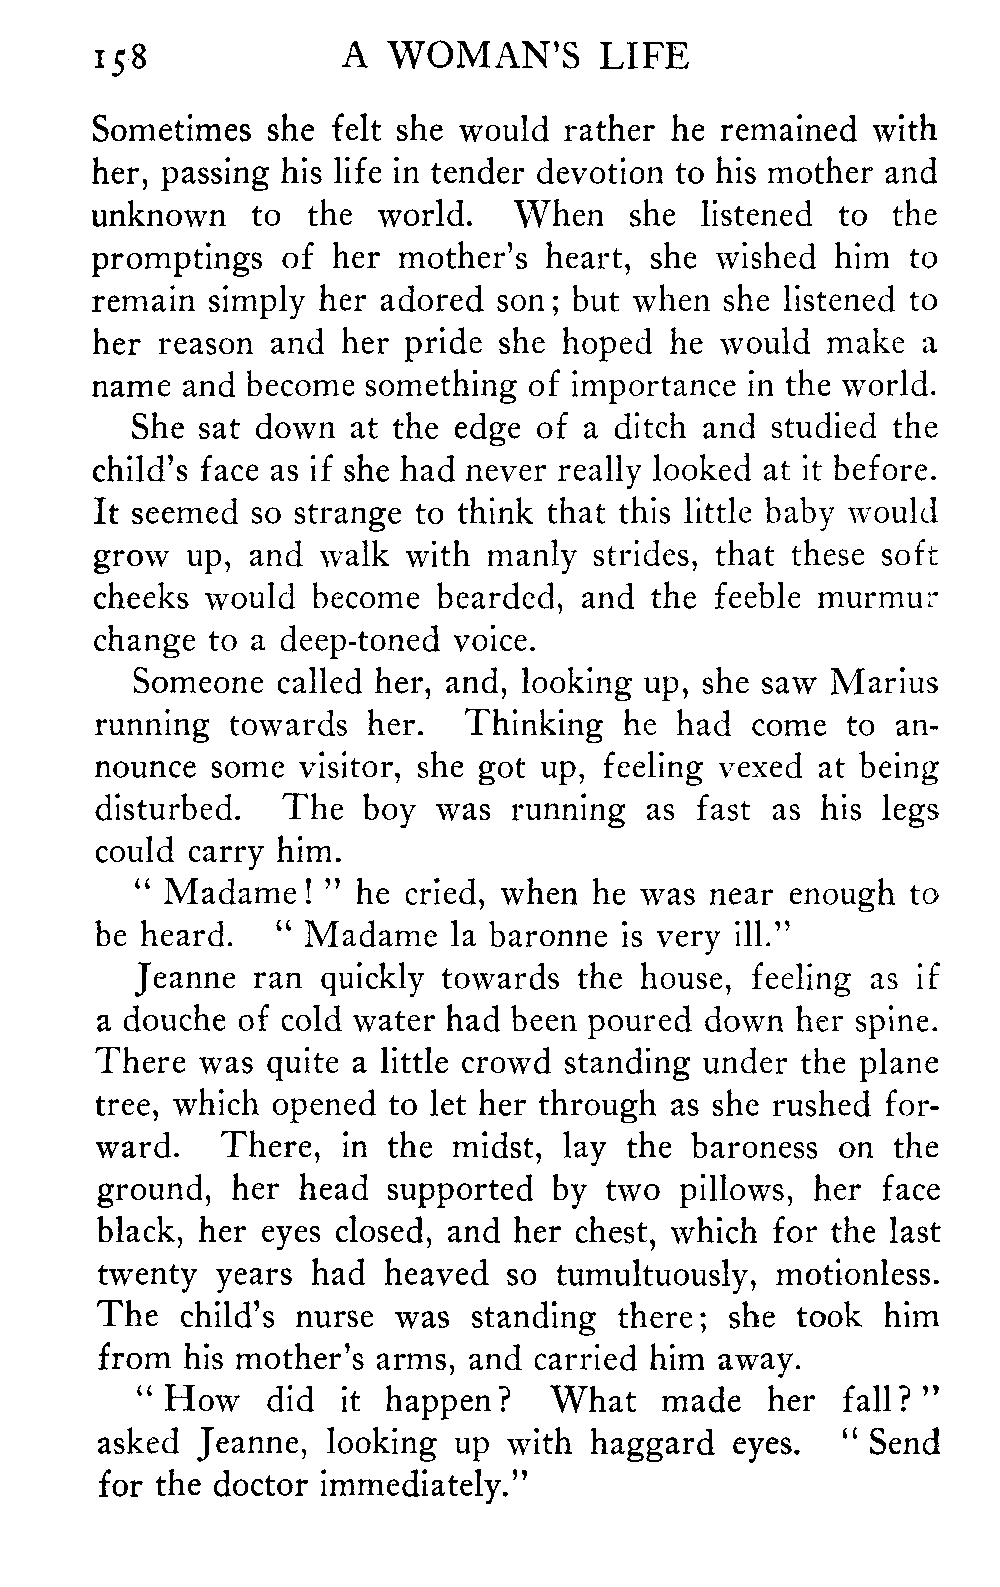 158 A WOMAN'S LIFE
Sometimes she felt she would rather he remained with
her, passing his life in tender devotion to his mother and
unknown to the world. When she listened to the
promptings of her mother's heart, she wished him to
remain simply her adored son; but when she listened to
her reason and her pride she hoped he would make a
name and become something of importance in the world.
She sat down at the edge of a ditch and studied the
child's face as if she had never really looked at it before.
It seemed so strange to think that this little baby would
grow up, and walk with manly strides, that these soft
cheeks would become bearded, and the feeble murmur
change to a deep-toned voice.
Someone called her, and, looking up, she saw Marius
running towards her. Thinking he had come to an-
nounce some visitor, she got up, feeling vexed at being
disturbed. The boy was running as fast as his legs
could carry him.
“ Madame! ” he cried, when he was near enough to
be heard. “ Madame la baronne is very ill.”
Jeanne ran quickly towards the house, feeling as if
a douche of cold water had been poured down her spine.
There was quite a little crowd standing under the plane
tree, which opened to let her through as she rushed for-
ward. There, in the midst, lay the baroness on the
ground, her head supported by two pillows, her face
black, her eyes closed, and her chest, which for the last
twenty years had heaved so tumultuously, motionless.
The child's nurse was standing there; she took him
from his mother's arms, and carried him away.
“ How did it happen? What made her fall? ”
asked Jeanne, looking up with haggard eyes. “ Send
for the doctor immediately.”